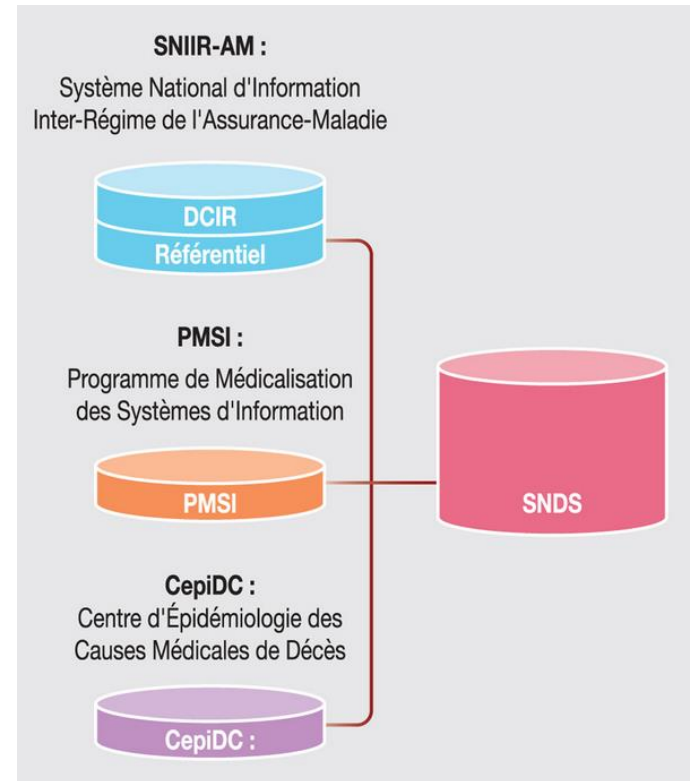 SNIIR-AM :
Système National d'Information
Inter-Régime de l'Assurance-Maladie
DCIR
Référentiel
PMSI :
Programme de Médicalisation
des Systèmes d'Information
PMSI
SNDS
CepiDC :
Centre d'Épidémiologie des
Causes Médicales de Décès
CepiDC :